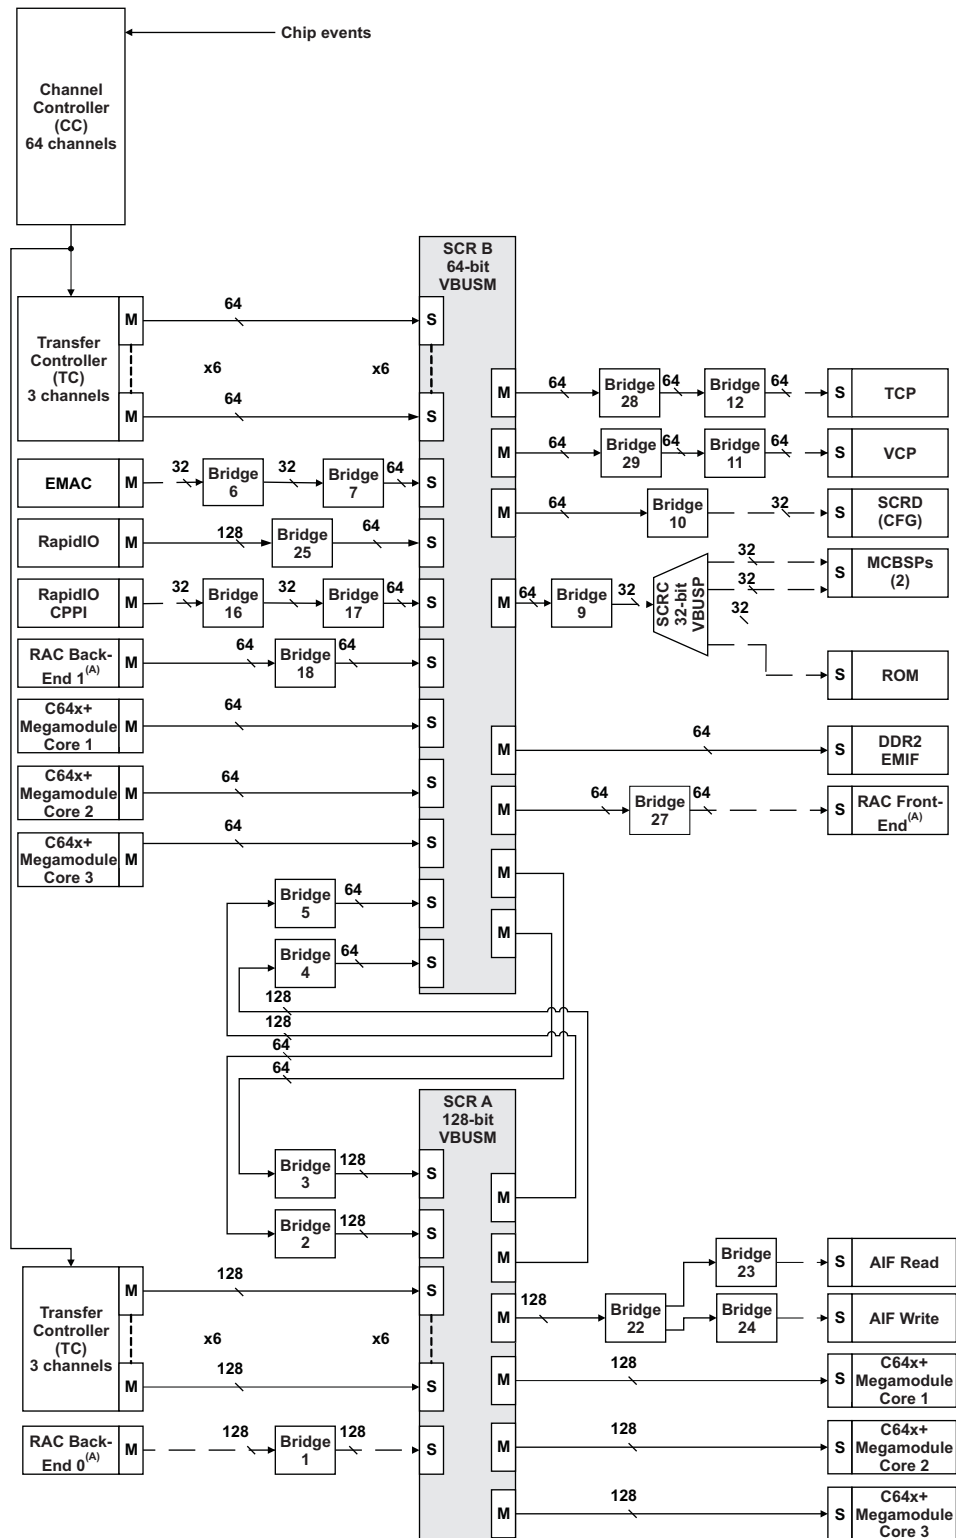 Chip events
Channel
Controller
(CC)
64 channels
SCR B
64-bit
VBUSM
Transfer
Controller
(TC)
3 channels
M
M
64
x6
64
x6
S
S
EMAC
M
32
Bridge
6
32
Bridge
7
64
S
RapidIO
M
128
Bridge
25
64
S
RapidIO
CPPI
M
32
Bridge
16
32
Bridge
17
64
S
RAC Back-
End 1(A)
M
64
Bridge
18
64
S
C64x+
Megamodule
Core 1
M
64
S
C64x+
Megamodule
Core 2
M
64
S
C64x+
Megamodule
Core 3
M
64
S
Bridge
5
64
S
Bridge
4
64
S
M
64
Bridge
28
64
Bridge
12
64
S
TCP
M
64
Bridge
29
64
Bridge
11
64
S
VCP
M
64
Bridge
10
32
S
SCRD
(CFG)
M
64
Bridge
9
32
SCRC
32-bit
VBUSP
32
32
32
S
MCBSPs
(2)
S
ROM
M
64
S
DDR2
EMIF
M
64
Bridge
27
64
S
RAC Front-
End(A)
M
M
128
128
64
64
SCR A
128-bit
VBUSM
Bridge
3
128
S
Bridge
2
128
S
Transfer
Controller
(TC)
3 channels
M
M
128
x6
128
x6
S
S
RAC Back-
End 0(A)
M
128
Bridge
1
128
S
M
M
M
128
Bridge
22
Bridge
23
S
AIF Read
Bridge
24
S
AIF Write
M
128
S
C64x+
Megamodule
Core 1
M
128
S
C64x+
Megamodule
Core 2
M
128
S
C64x+
Megamodule
Core 3